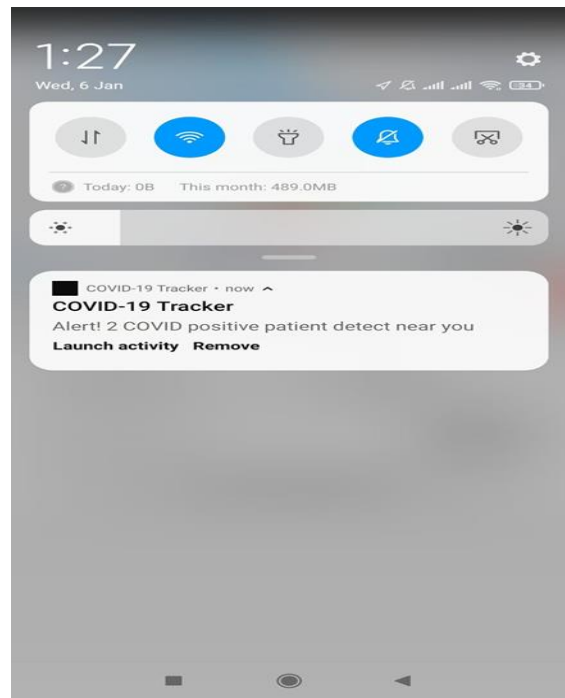 1:27
Wed, 6 Jan
34
Today: 0B This month: 489.0MB
COVID-19 Tracker • now
COVID-19 Tracker
Alert! 2 COVID positive patient detect near you
Launch activity Remove